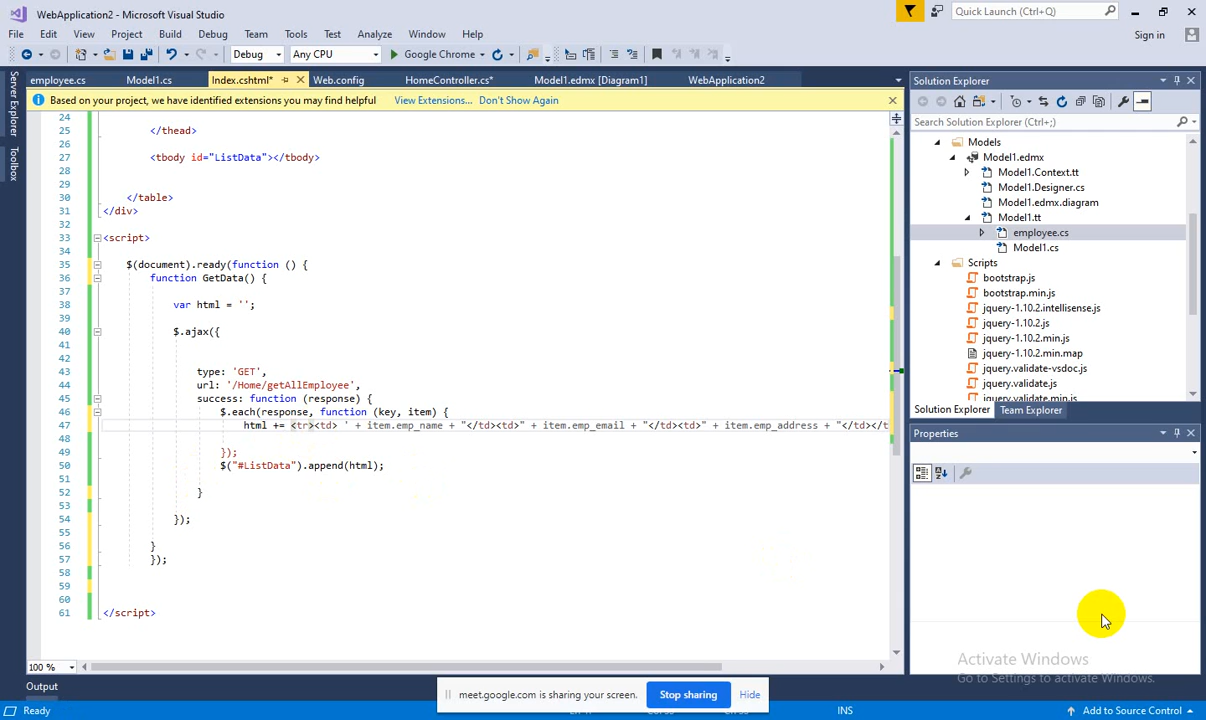 WebApplication2 - Microsoft Visual Studio
Quick Launch (Ctrl+Q)
File Edit View Project Build Debug Team Tools Test Analyze Window Help
Sign in
Debug Any CPU Google Chrome
employee.cs Model1.cs Index.cshtml* Web.config HomeController.cs* Model1.edmx [Diagram1] WebApplication2
Based on your project, we have identified extensions you may find helpful View Extensions... Don't Show Again
Server Explorer
Toolbox
24
25 </thead>
26
27 <tbody id="ListData"></tbody>
28
29
30 </table>
31 </div>
32
33 <script>
34
35 $(document).ready(function () {
36 function GetData() {
37
38 var html = '';
39
40 $.ajax({
41
42
43 type: 'GET',
44 url: '/Home/getAllEmployee',
45 success: function (response) {
46 $.each(response, function (key, item) {
47 html += <tr><td> ' + item.emp_name + "</td><td>" + item.emp_email + "</td><td>" + item.emp_address + "</td></t
48
49 });
50 $("#ListData").append(html);
51
52 }
53
54 });
55
56 }
57 });
58
59
60
61 </script>
100 %
Solution Explorer
Search Solution Explorer (Ctrl+;)
Models
Model1.edmx
Model1.Context.tt
Model1.Designer.cs
Model1.edmx.diagram
Model1.tt
employee.cs
Model1.cs
Scripts
bootstrap.js
bootstrap.min.js
jquery-1.10.2.intellisense.js
jquery-1.10.2.js
jquery-1.10.2.min.js
jquery-1.10.2.min.map
jquery.validate-vsdoc.js
jquery.validate.js
Solution Explorer Team Explorer
Properties
Activate Windows
Go to Settings to activate Windows.
Output
meet.google.com is sharing your screen. Stop sharing Hide
Ready INS Add to Source Control